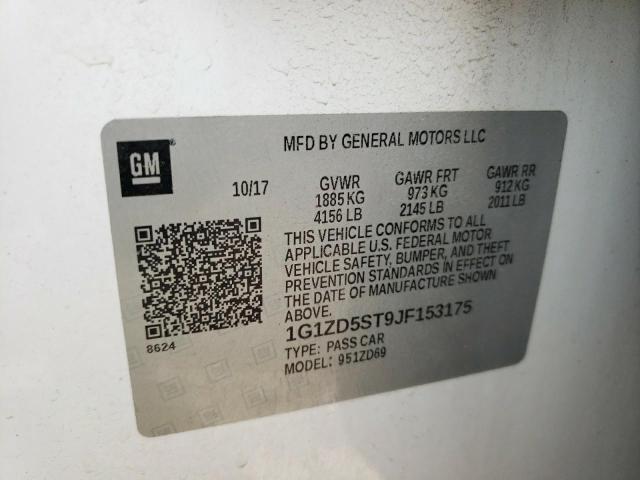 GM
MFD BY GENERAL MOTORS LLC
10/17 GVWR GAWR FRT GAWR RR
1885 KG 973 KG 912 KG
4156 LB 2145 LB 2011 LB
THIS VEHICLE CONFORMS TO ALL
APPLICABLE U.S. FEDERAL MOTOR
VEHICLE SAFETY, BUMPER, AND THEFT
PREVENTION STANDARDS IN EFFECT ON
THE DATE OF MANUFACTURE SHOWN
ABOVE.
1G1ZD5ST9JF153175
8624
TYPE: PASS CAR
MODEL: 951ZD69